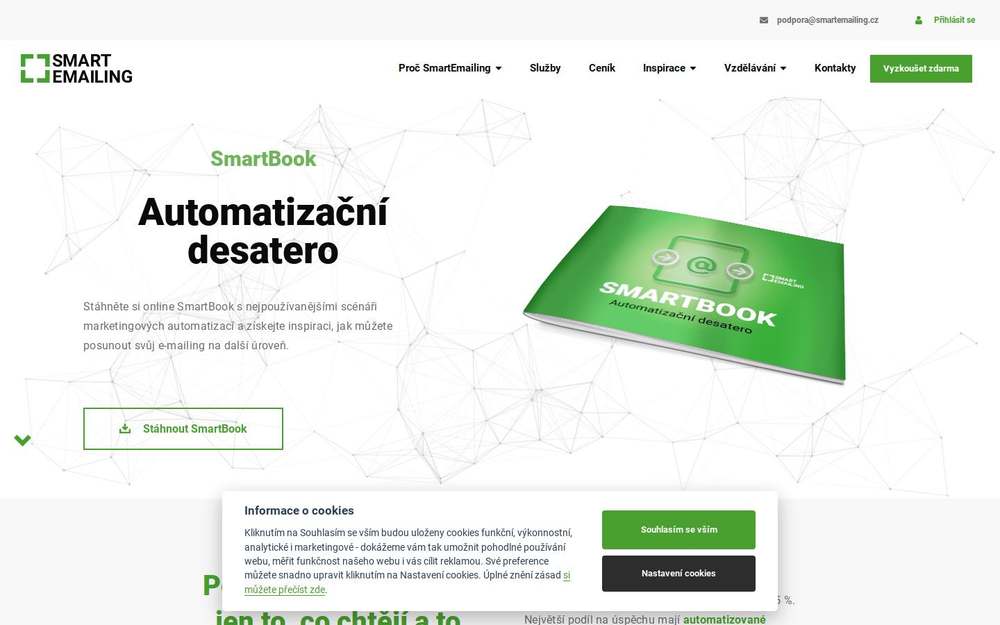 podpora@smartemailing.cz
Přihlásit se
SMART
EMAILING
Proč SmartEmailing
Služby
Ceník
Inspirace
Vzdělávání
Kontakty
Vyzkoušet zdarma
SmartBook
Automatizační
desatero
Stáhněte si online SmartBook s nejpoužívanějšími scénáři
marketingových automatizací a získejte inspiraci, jak můžete
posunout svůj e-mailing na další úroveň.
Stáhnout SmartBook
@
SMART
EMAILING
SMARTBOOK
Automatizační desatero
Informace o cookies
Kliknutím na Souhlasím se vším budou uloženy cookies funkční, výkonnostní,
analytické i marketingové - dokážeme vám tak umožnit pohodlné používání
webu, měřit funkčnost našeho webu i vás cílit reklamou. Své preference
můžete snadno upravit kliknutím na Nastavení cookies. Úplné znění zásad si
můžete přečíst zde.
Souhlasím se vším
Nastavení cookies
jen to, co chtějí a to
%.
Největší podíl na úspěchu mají automatizované